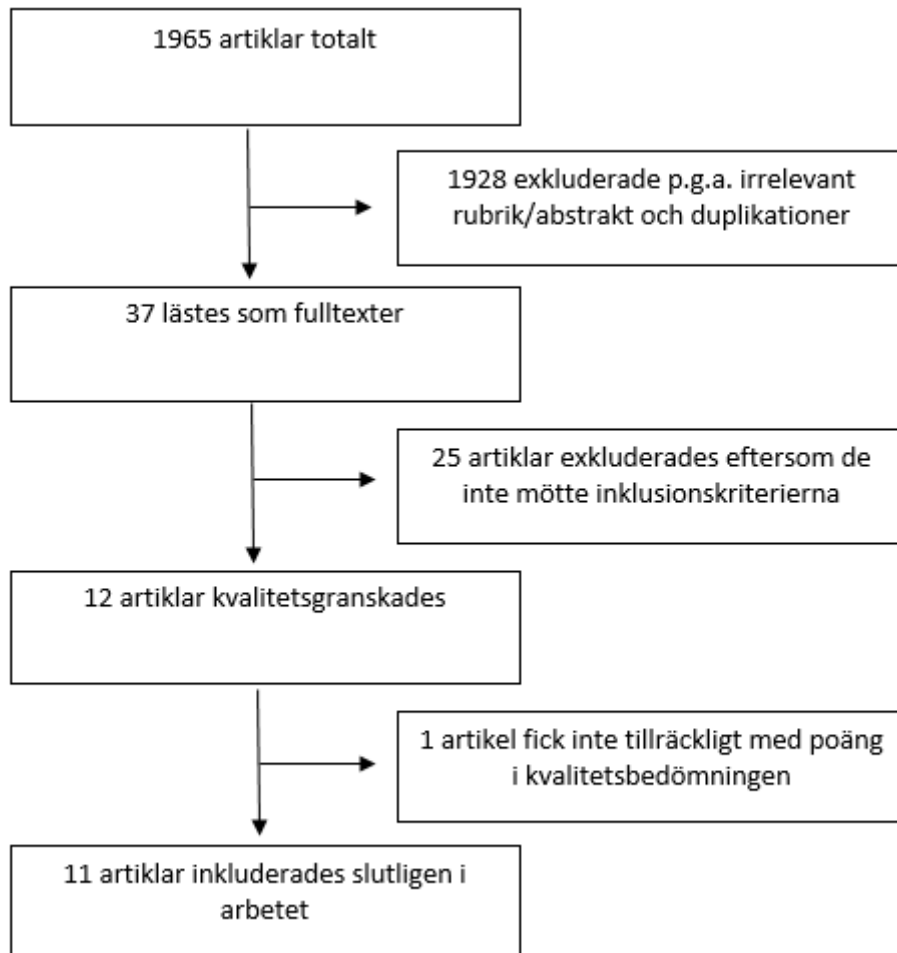 1965 artiklar totalt
1928 exkluderade p.g.a. irrelevant
rubrik/abstrakt och duplikationer
37 lästes som fulltexter
25 artiklar exkluderades eftersom de
inte mötte inklusionskriterierna
12 artiklar kvalitetsgranskades
1 artikel fick inte tillräckligt med poäng
i kvalitetsbedömningen
11 artiklar inkluderades slutligen i
arbetet